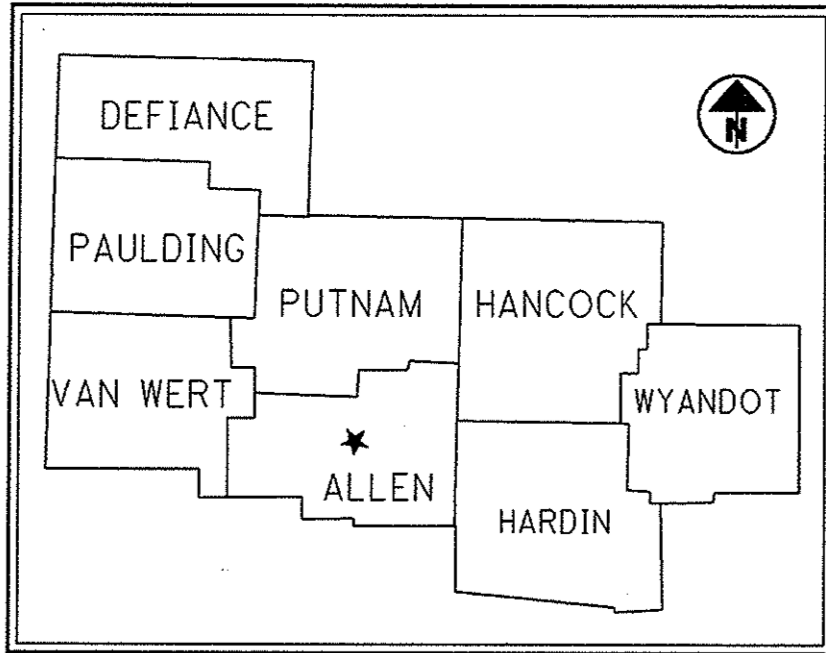 DEFIANCE
N
PAULDING
PUTNAM
HANCOCK
VAN WERT
WYANDOT
ALLEN
HARDIN